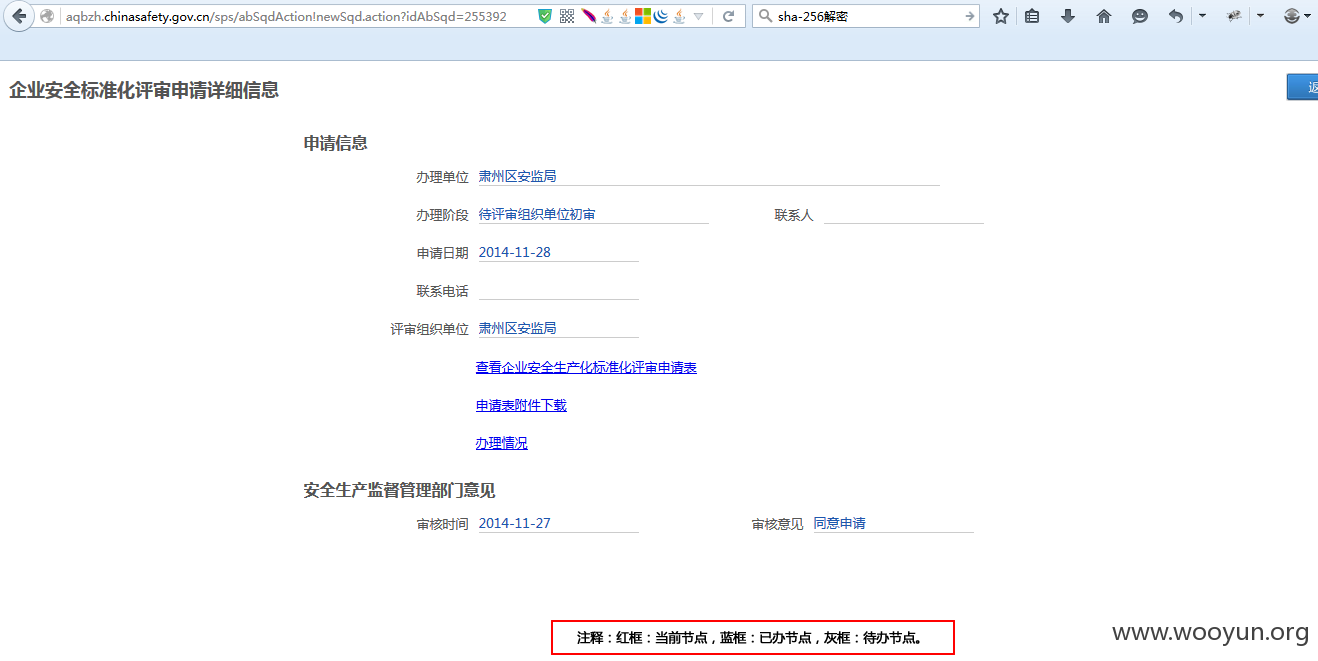 aqbzh.chinasafety.gov.cn/sps/abSqdAction!newSqd.action?idAbSqd=255392
sha-256解密
企业安全标准化评审申请详细信息
返
申请信息
办理单位 肃州区安监局
办理阶段 待评审组织单位初审 联系人
申请日期 2014-11-28
联系电话
评审组织单位 肃州区安监局
查看企业安全生产化标准化评审申请表
申请表附件下载
办理情况
安全生产监督管理部门意见
审核时间 2014-11-27 审核意见 同意申请
注释：红框：当前节点，蓝框：已办节点，灰框：待办节点。
www.wooyun.org